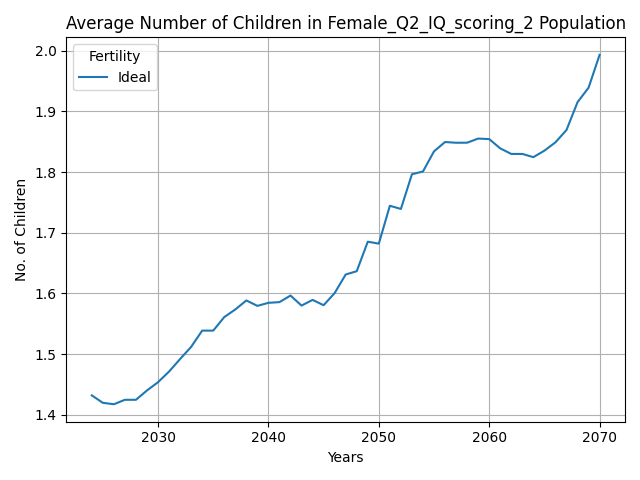 Average Number of Children in Female_Q2_IQ_scoring_2 Population
Fertility
Ideal
No. of Children
2.0
1.9
1.8
1.7
1.6
1.5
1.4
2030 2040 2050 2060 2070
Years